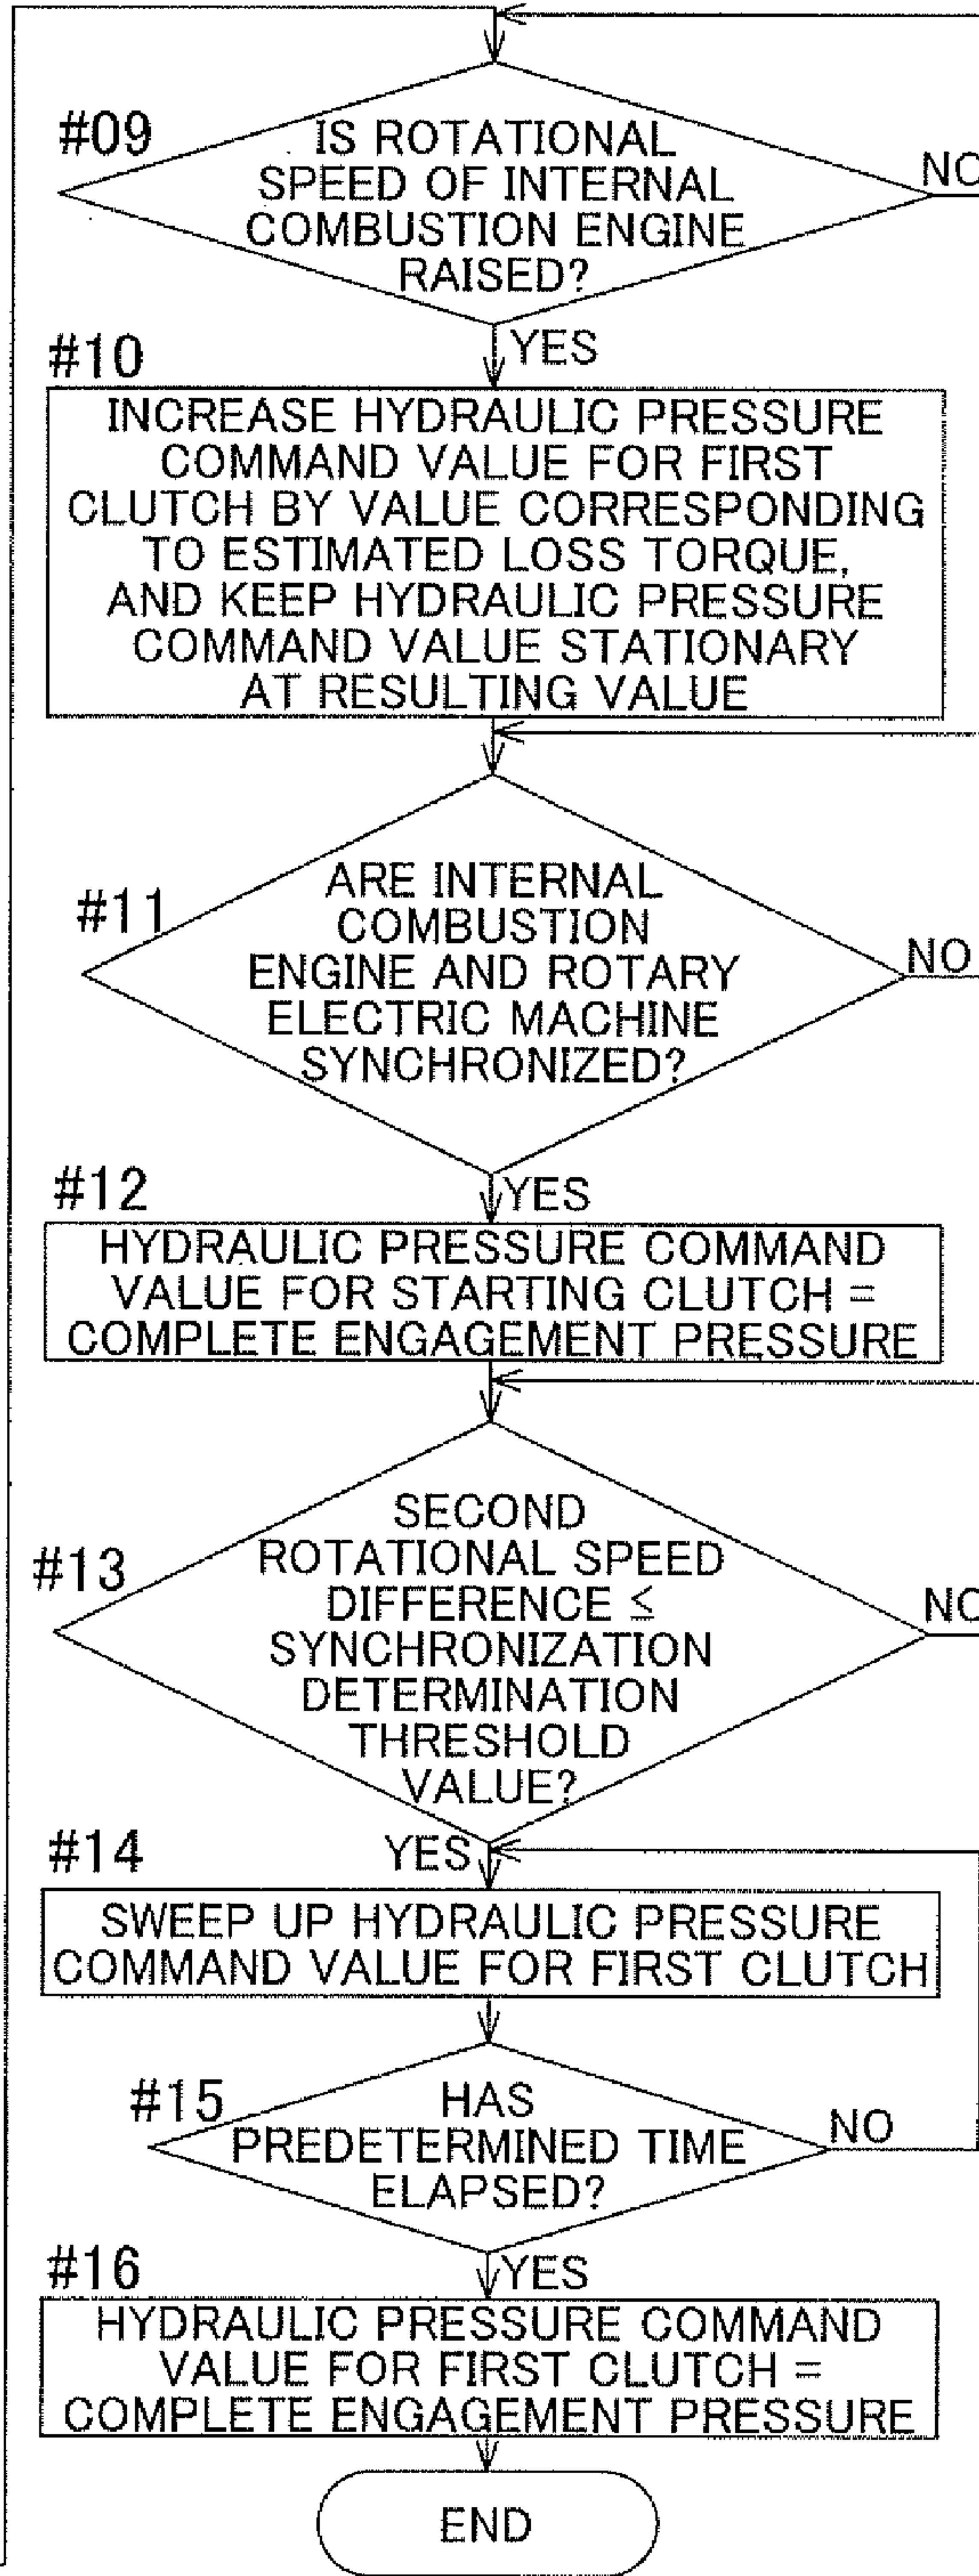 #09
IS ROTATIONAL
SPEED OF INTERNAL
COMBUSTION ENGINE
RAISED?
NO
YES
#10
INCREASE HYDRAULIC PRESSURE
COMMAND VALUE FOR FIRST
CLUTCH BY VALUE CORRESPONDING
TO ESTIMATED LOSS TORQUE,
AND KEEP HYDRAULIC PRESSURE
COMMAND VALUE STATIONARY
AT RESULTING VALUE
#11
ARE INTERNAL
COMBUSTION
ENGINE AND ROTARY
ELECTRIC MACHINE
SYNCHRONIZED?
NO
YES
#12
HYDRAULIC PRESSURE COMMAND
VALUE FOR STARTING CLUTCH =
COMPLETE ENGAGEMENT PRESSURE
#13
SECOND
ROTATIONAL SPEED
DIFFERENCE ≤
SYNCHRONIZATION
DETERMINATION
THRESHOLD
VALUE?
NO
YES
#14
SWEEP UP HYDRAULIC PRESSURE
COMMAND VALUE FOR FIRST CLUTCH
#15
HAS
PREDETERMINED TIME
ELAPSED?
NO
YES
#16
HYDRAULIC PRESSURE COMMAND
VALUE FOR FIRST CLUTCH =
COMPLETE ENGAGEMENT PRESSURE
END